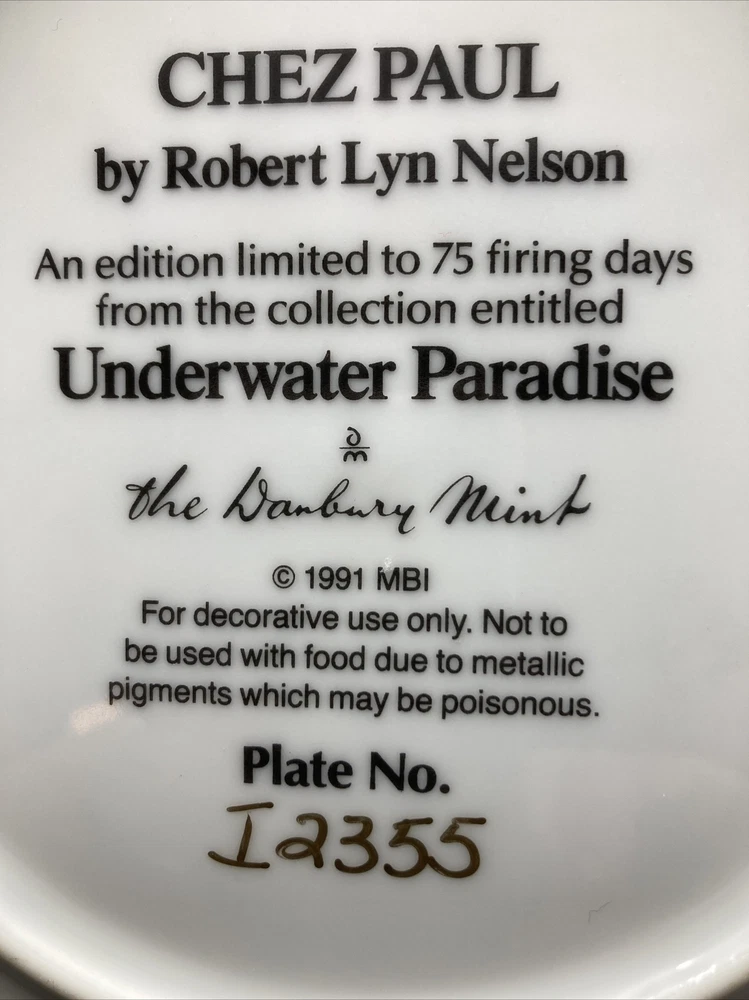 CHEZ PAUL
by Robert Lyn Nelson
An edition limited to 75 firing days
from the collection entitled
Underwater Paradise
the Danbury Mint
© 1991 MBI
For decorative use only. Not to
be used with food due to metallic
pigments which may be poisonous.
Plate No.
I2355